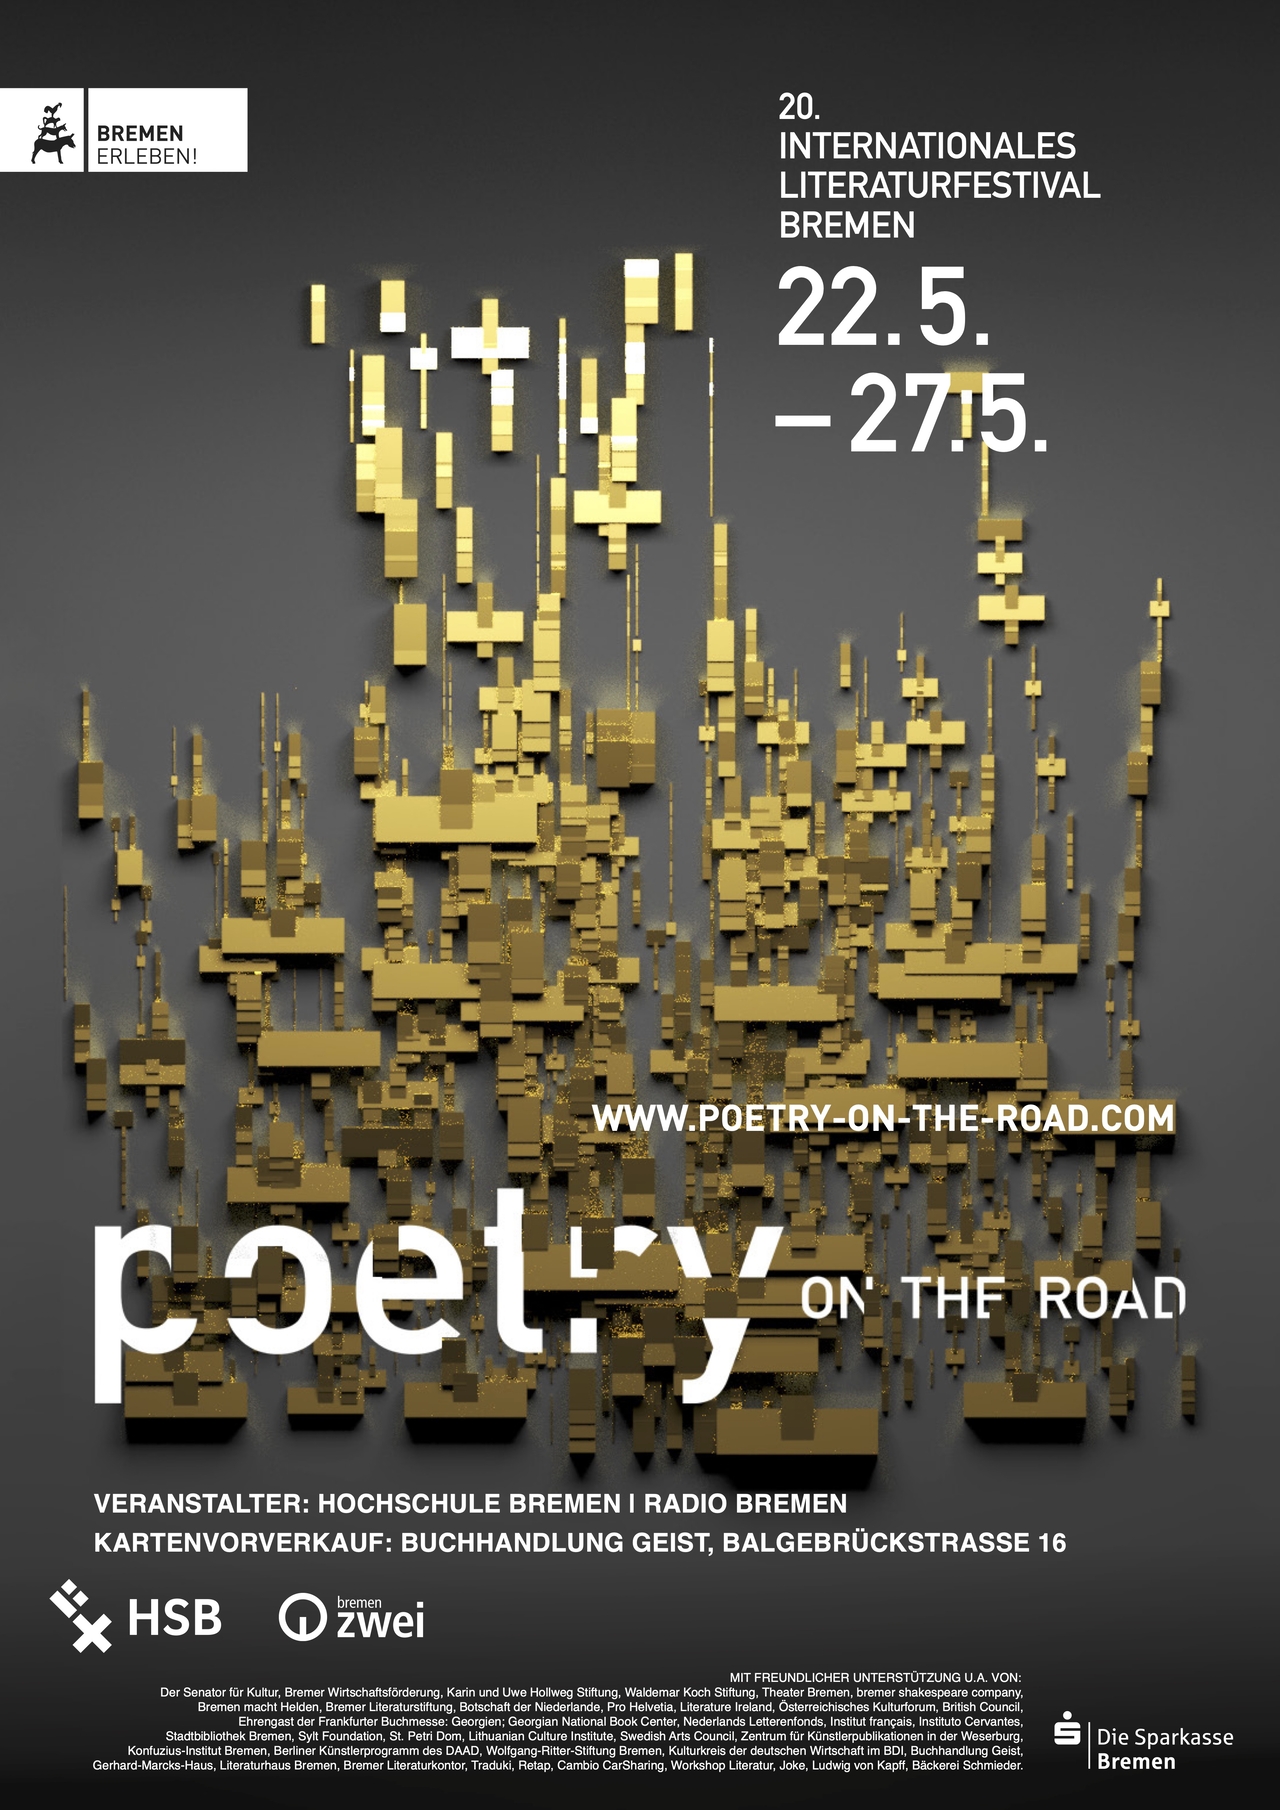 BREMEN
ERLEBEN!
20.
INTERNATIONALES
LITERATURFESTIVAL
BREMEN
22.5.
– 27.5.
WWW.POETRY-ON-THE-ROAD.COM
poetry ON THE ROAD
VERANSTALTER: HOCHSCHULE BREMEN | RADIO BREMEN
KARTENVORVERKAUF: BUCHHANDLUNG GEIST, BALGEBRÜCKSTRASSE 16
HSB
bremen
zwei
MIT FREUNDLICHER UNTERSTÜTZUNG U.A. VON:
Der Senator für Kultur, Bremer Wirtschaftsförderung, Karin und Uwe Hollweg Stiftung, Waldemar Koch Stiftung, Theater Bremen, bremer shakespeare company,
Bremen macht Helden, Bremer Literaturstiftung, Botschaft der Niederlande, Pro Helvetia, Literature Ireland, Österreichisches Kulturforum, British Council,
Ehrengast der Frankfurter Buchmesse: Georgien; Georgian National Book Center, Nederlands Letterenfonds, Institut français, Instituto Cervantes,
Stadtbibliothek Bremen, Sylt Foundation, St. Petri Dom, Lithuanian Culture Institute, Swedish Arts Council, Zentrum für Künstlerpublikationen in der Weserburg,
Konfuzius-Institut Bremen, Berliner Künstlerprogramm des DAAD, Wolfgang-Ritter-Stiftung Bremen, Kulturkreis der deutschen Wirtschaft im BDI, Buchhandlung Geist,
Gerhard-Marcks-Haus, Literaturhaus Bremen, Bremer Literaturkontor, Traduki, Retap, Cambio CarSharing, Workshop Literatur, Joke, Ludwig von Kapff, Bäckerei Schmieder.
Die Sparkasse
Bremen